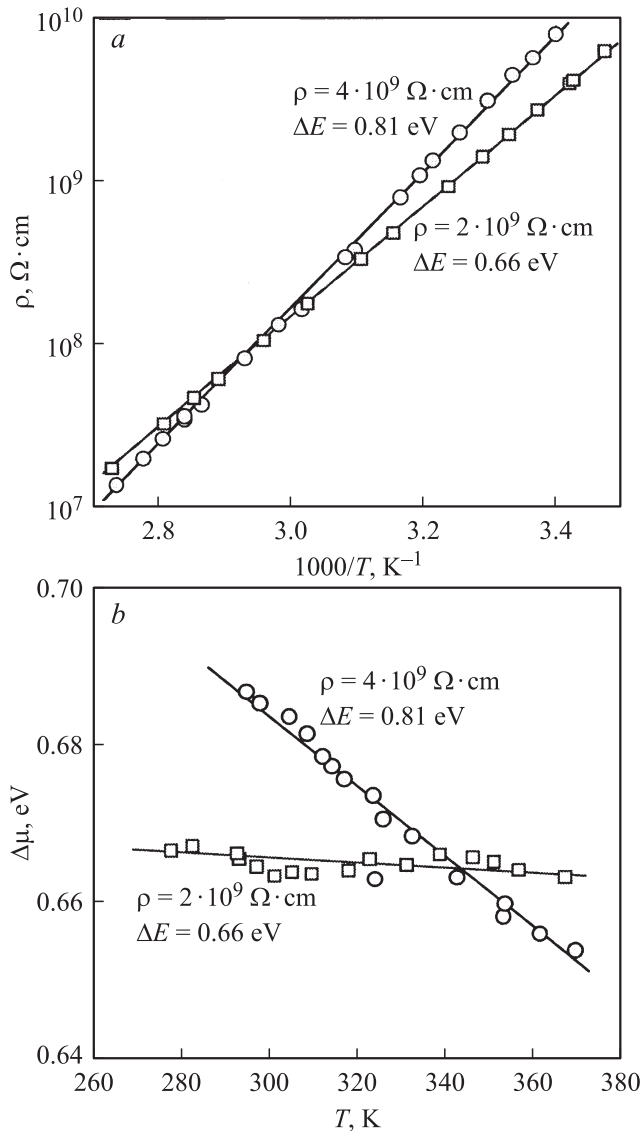 a
10¹⁰
ρ = 4·10⁹ Ω·cm
ΔE = 0.81 eV
10⁹
ρ = 2·10⁹ Ω·cm
ΔE = 0.66 eV
ρ, Ω·cm
10⁸
10⁷
2.8 3.0 3.2 3.4
1000/T, K⁻¹
b
0.70
ρ = 4·10⁹ Ω·cm
ΔE = 0.81 eV
0.68
Δμ, eV
0.66
ρ = 2·10⁹ Ω·cm
ΔE = 0.66 eV
0.64
260 280 300 320 340 360 380
T, K